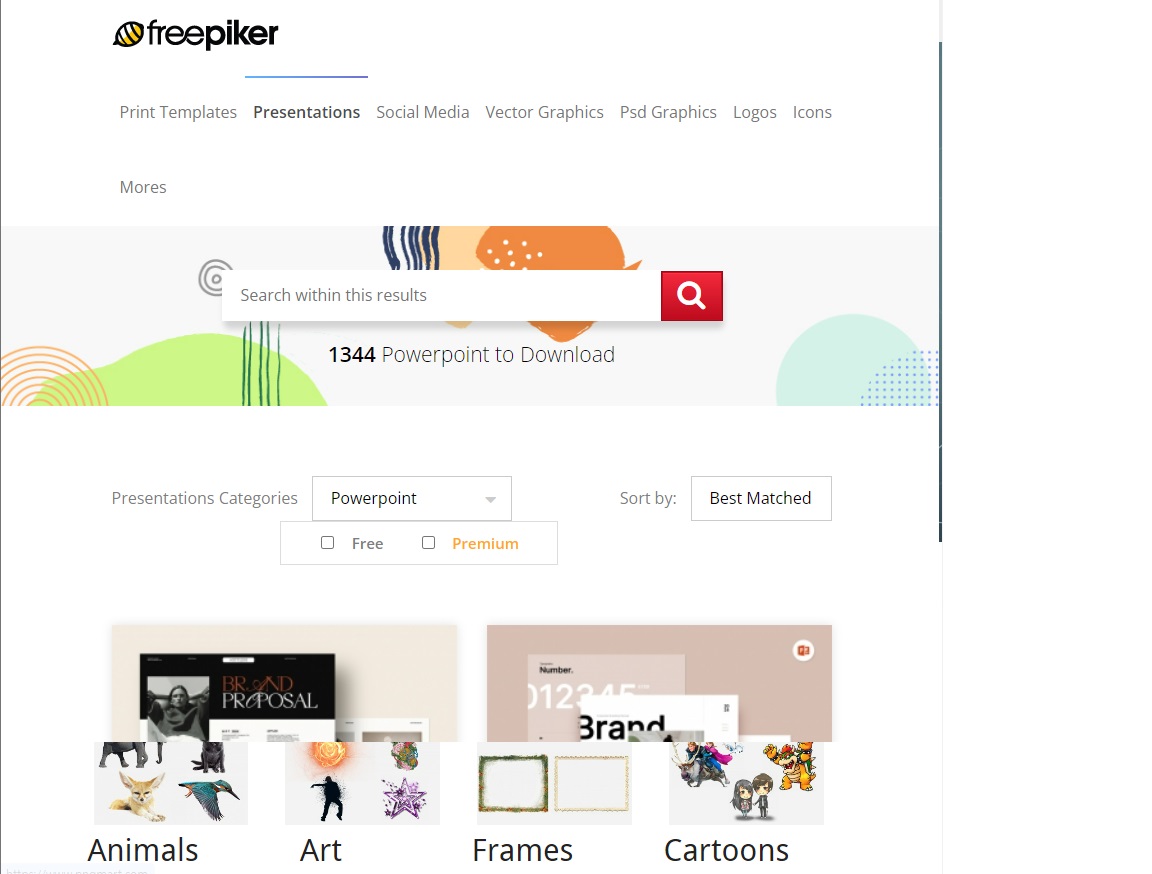 freepiker
Print Templates Presentations Social Media Vector Graphics Psd Graphics Logos Icons
Mores
Search within this results
1344 Powerpoint to Download
Presentations Categories Powerpoint Sort by: Best Matched
Free Premium
BRAND
PROPOSAL
Number.
012345
Brand
Animals Art Frames Cartoons